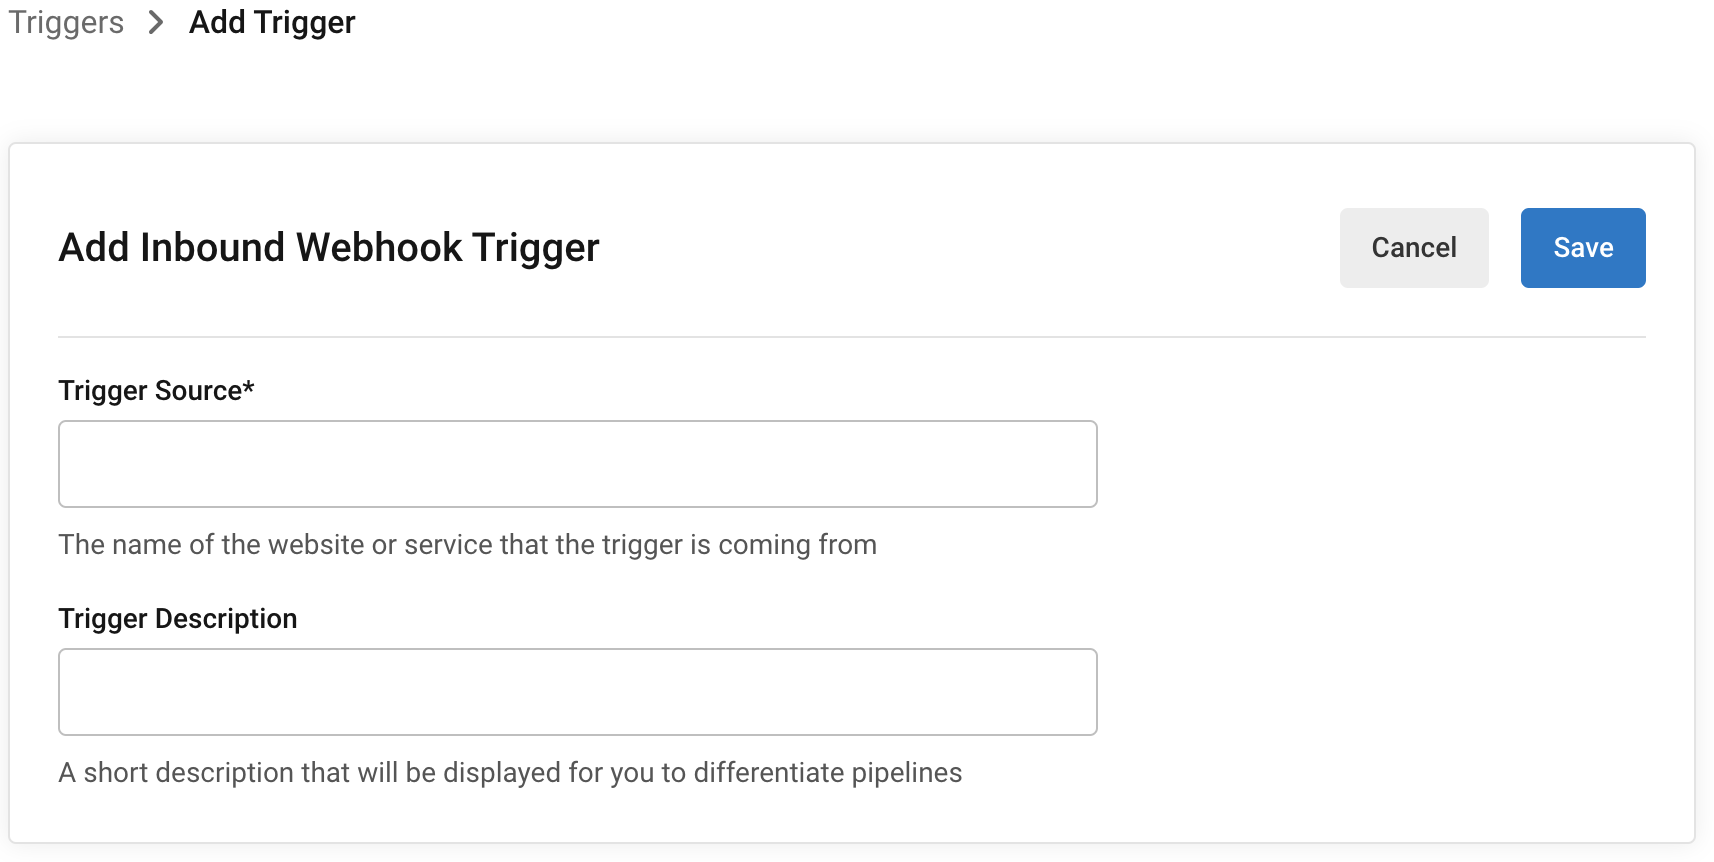 Triggers > Add Trigger
Add Inbound Webhook Trigger
Cancel
Save
Trigger Source*
The name of the website or service that the trigger is coming from
Trigger Description
A short description that will be displayed for you to differentiate pipelines